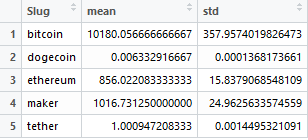 Slug mean std
1 bitcoin 10180.056666666667 357.9574019826473
2 dogecoin 0.006332916667 0.0001368173661
3 ethereum 856.022083333333 15.8379068548109
4 maker 1016.731250000000 24.9625633574559
5 tether 1.000947208333 0.0014495321091